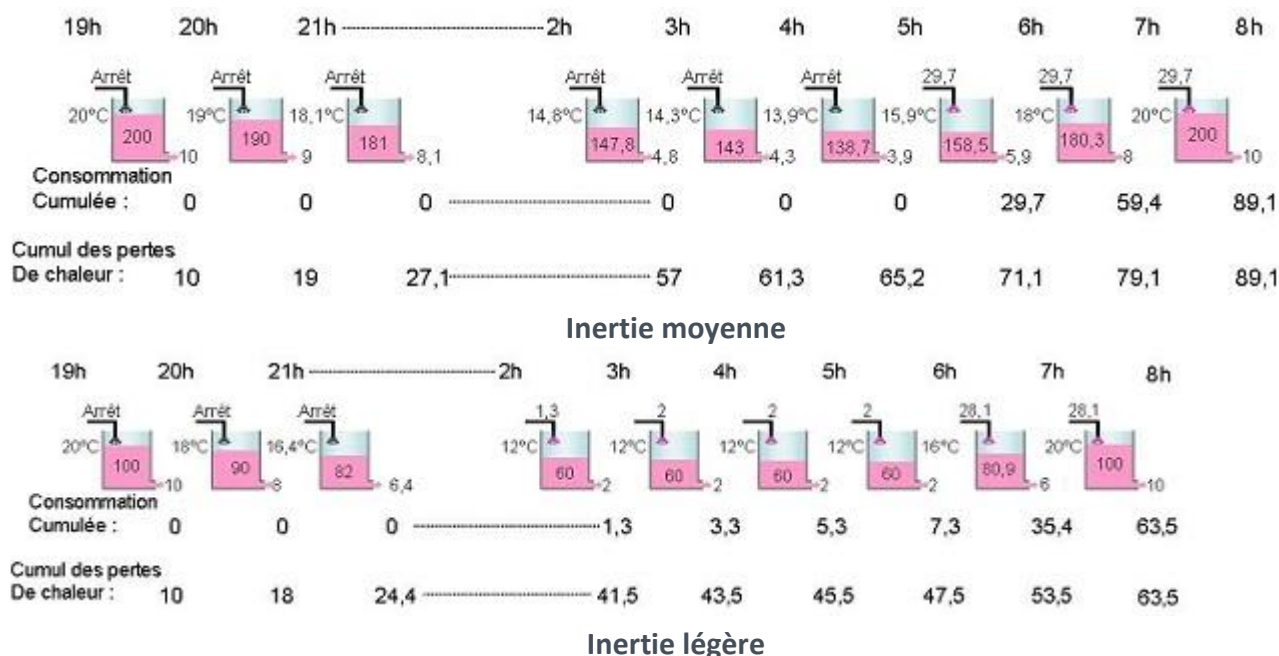 19h 20h 21h 2h 3h 4h 5h 6h 7h 8h
Arrêt Arrêt Arrêt Arrêt Arrêt Arrêt 29,7 29,7 29,7
20°C 19°C 18,1°C 14,8°C 14,3°C 13,9°C 15,9°C 18°C 20°C
200 190 181 147,8 143 138,7 158,5 180,3 200
10 9 8,1 4,8 4,3 3,9 5,9 8 10
Consommation
Cumulée : 0 0 0 0 0 0 29,7 59,4 89,1
Cumul des pertes
De chaleur : 10 19 27,1 57 61,3 65,2 71,1 79,1 89,1
Inertie moyenne
19h 20h 21h 2h 3h 4h 5h 6h 7h 8h
Arrêt Arrêt Arrêt 1,3 2 2 2 28,1 28,1
20°C 18°C 16,4°C 12°C 12°C 12°C 12°C 16°C 20°C
100 90 82 60 60 60 60 80,9 100
10 8 6,4 2 2 2 2 6 10
Consommation
Cumulée : 0 0 0 1,3 3,3 5,3 7,3 35,4 63,5
Cumul des pertes
De chaleur : 10 18 24,4 41,5 43,5 45,5 47,5 53,5 63,5
Inertie légère